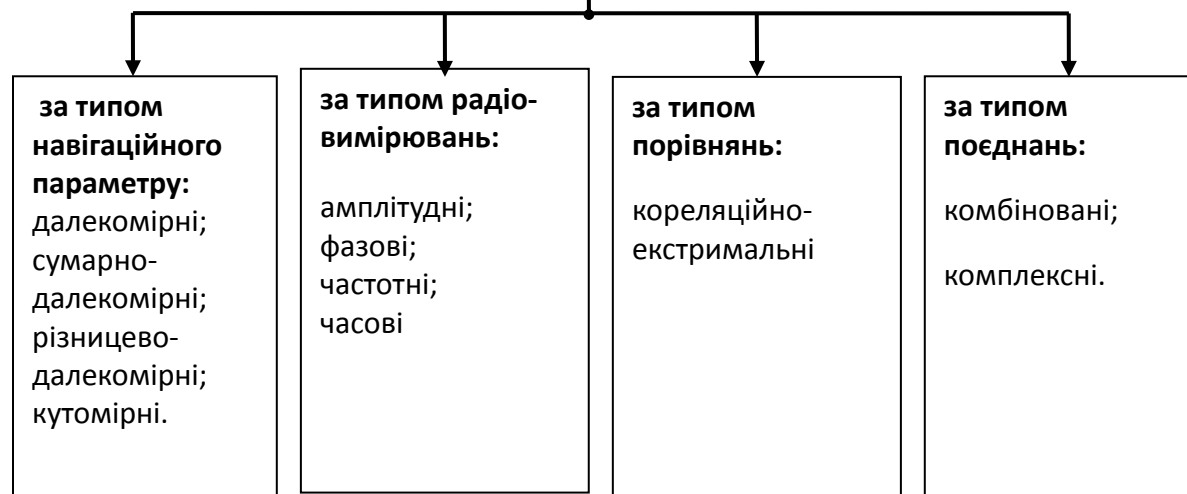 за типом
навігаційного
параметру:
далекомірні;
сумарно-
далекомірні;
різницево-
далекомірні;
кутомірні.
за типом радіо-
вимірювань:
амплітудні;
фазові;
частотні;
часові
за типом
порівнянь:
кореляційно-
екстримальні
за типом
поєднань:
комбіновані;
комплексні.